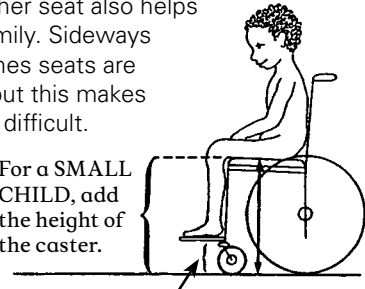 her seat also helps
mily. Sideways
nes seats are
out this makes
difficult.
For a SMALL
CHILD, add
the height of
the caster.